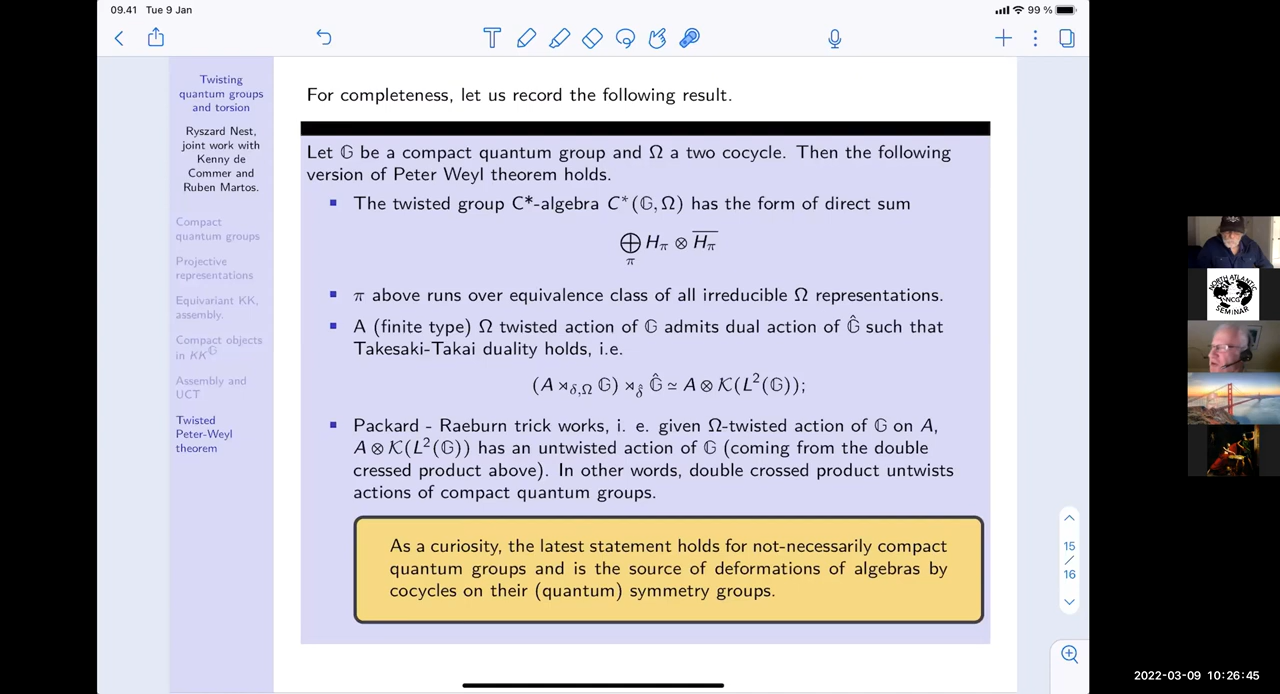 09.41 Tue 9 Jan
99 %
Twisting
quantum groups
and torsion
Ryszard Nest,
joint work with
Kenny de
Commer and
Ruben Martos.
Compact
quantum groups
Projective
representations
Equivariant KK,
assembly.
Compact objects
in KK^𝔾
Assembly and
UCT
Twisted
Peter-Weyl
theorem
For completeness, let us record the following result.
Let 𝔾 be a compact quantum group and Ω a two cocycle. Then the following
version of Peter Weyl theorem holds.
▪ The twisted group C*-algebra C*(𝔾, Ω) has the form of direct sum
⊕_π H_π ⊗ \overline{H_π}
▪ π above runs over equivalence class of all irreducible Ω representations.
▪ A (finite type) Ω twisted action of 𝔾 admits dual action of \hat{𝔾} such that
Takesaki-Takai duality holds, i.e.
(A ⋊_{δ,Ω} 𝔾) ⋊_{\hat{δ}} \hat{𝔾} ≃ A ⊗ 𝒦(L²(𝔾));
▪ Packard - Raeburn trick works, i. e. given Ω-twisted action of 𝔾 on A,
A ⊗ 𝒦(L²(𝔾)) has an untwisted action of 𝔾 (coming from the double
cressed product above). In other words, double crossed product untwists
actions of compact quantum groups.
As a curiosity, the latest statement holds for not-necessarily compact
quantum groups and is the source of deformations of algebras by
cocycles on their (quantum) symmetry groups.
15
/
16
NORTH ATLANTIC
NCG
SEMINAR
2022-03-09 10:26:45